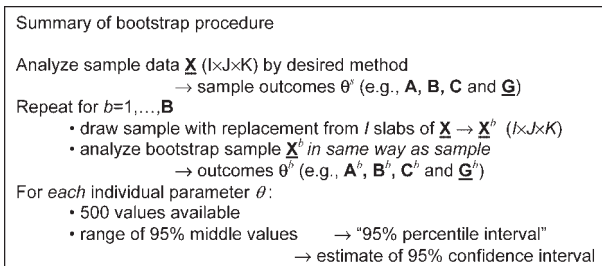 Summary of bootstrap procedure
Analyze sample data X (I×J×K) by desired method
→ sample outcomes θˢ (e.g., A, B, C and G)
Repeat for b=1,…,B
• draw sample with replacement from I slabs of X → Xᵇ (I×J×K)
• analyze bootstrap sample Xᵇ in same way as sample
→ outcomes θᵇ (e.g., Aᵇ, Bᵇ, Cᵇ and Gᵇ)
For each individual parameter θ:
• 500 values available
• range of 95% middle values → “95% percentile interval”
→ estimate of 95% confidence interval